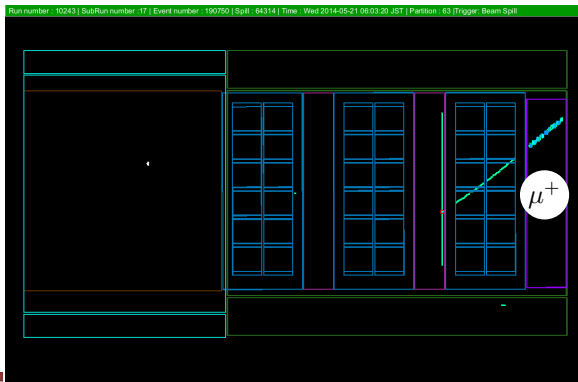 Run number : 10243 | SubRun number :17 | Event number : 190750 | Spill : 64314 | Time : Wed 2014-05-21 06:03:20 JST | Partition : 63 |Trigger: Beam Spill
μ⁺